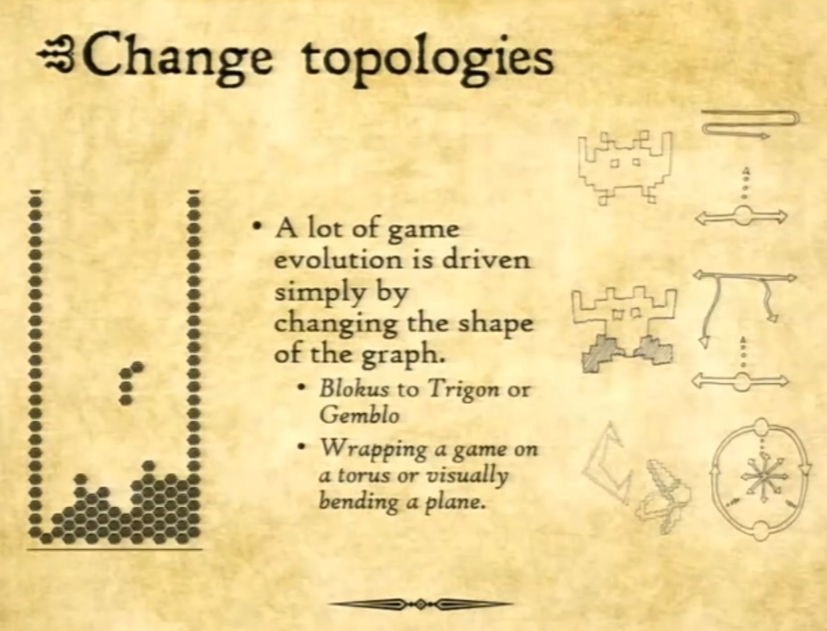 Change topologies
• A lot of game
evolution is driven
simply by
changing the shape
of the graph.
• Blokus to Trigon or
Gemblo
• Wrapping a game on
a torus or visually
bending a plane.